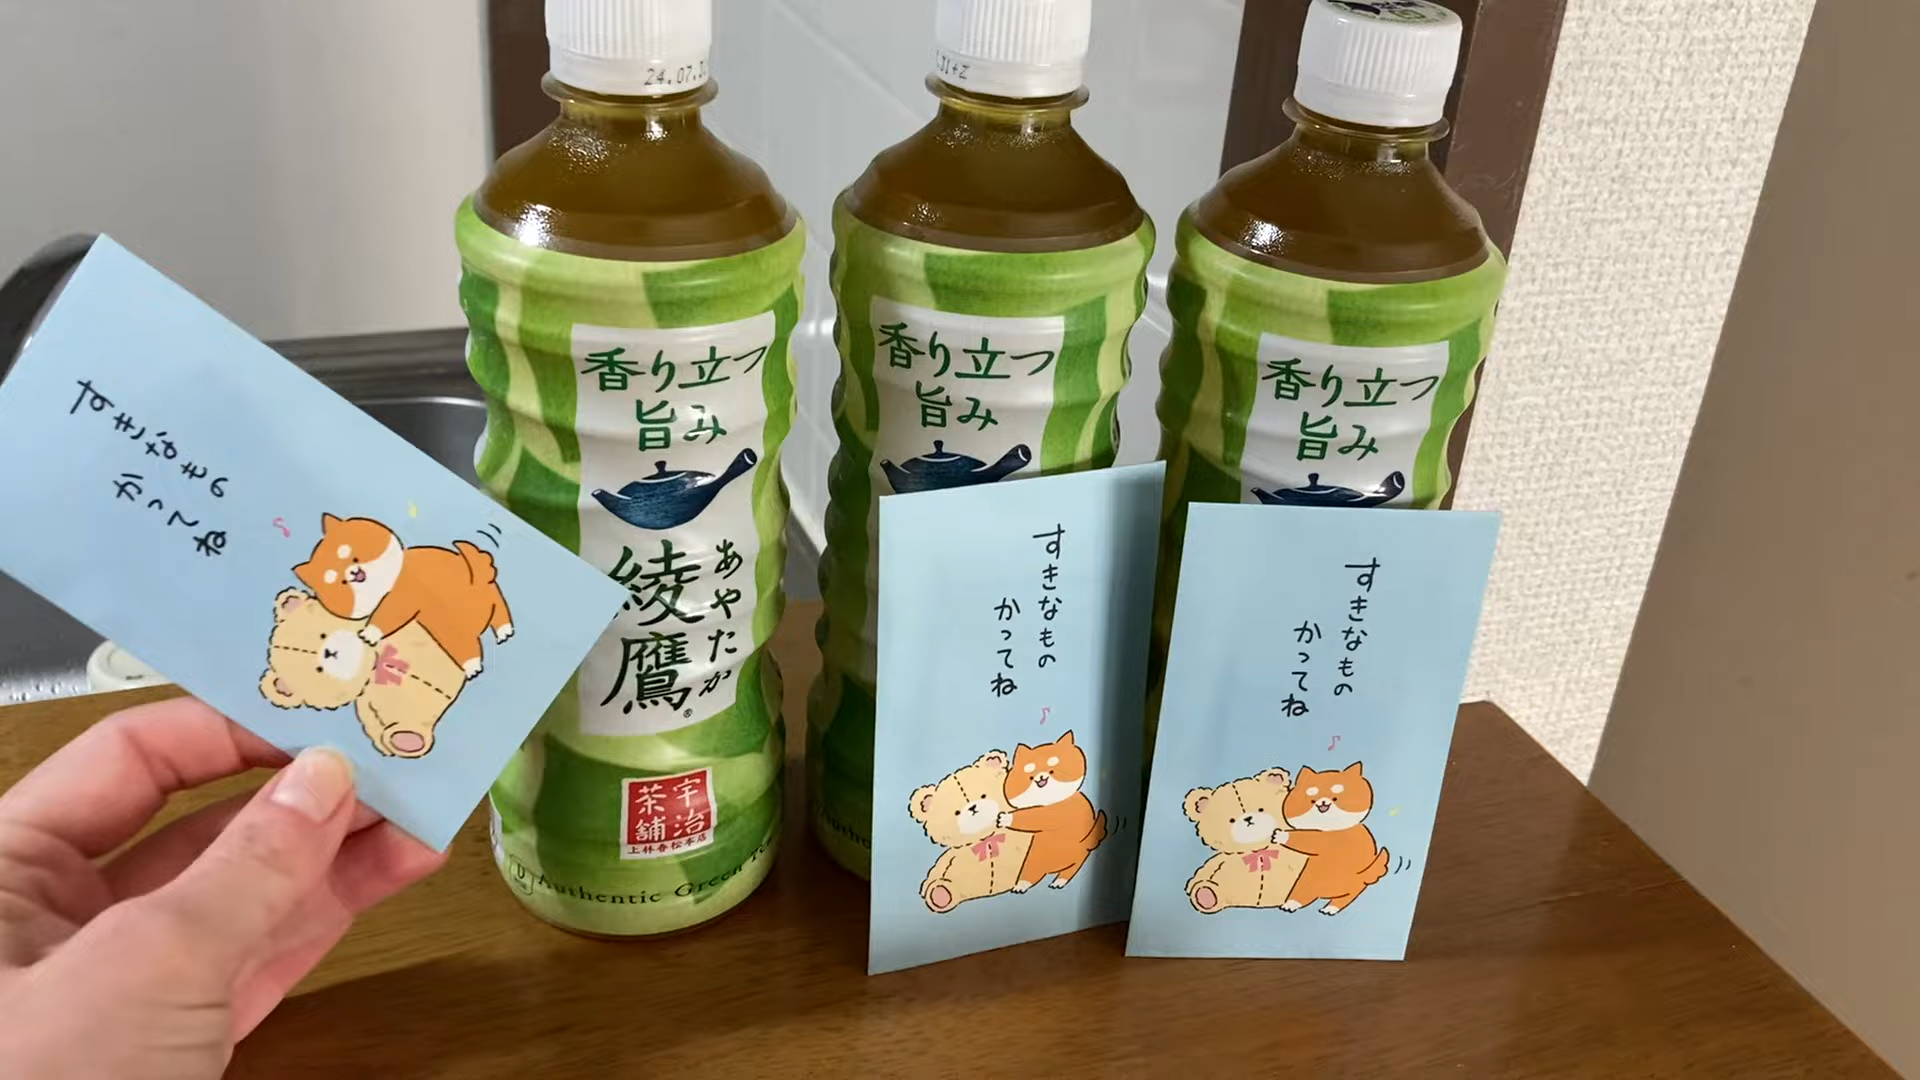 24.07.
香り立つ
旨み
綾鷹
あやたか
宇治
茶舗
上林春松本店
Authentic Green Tea
香り立つ
旨み
香り立つ
旨み
すきなもの
かってね
すきなもの
かってね
すきなもの
かってね